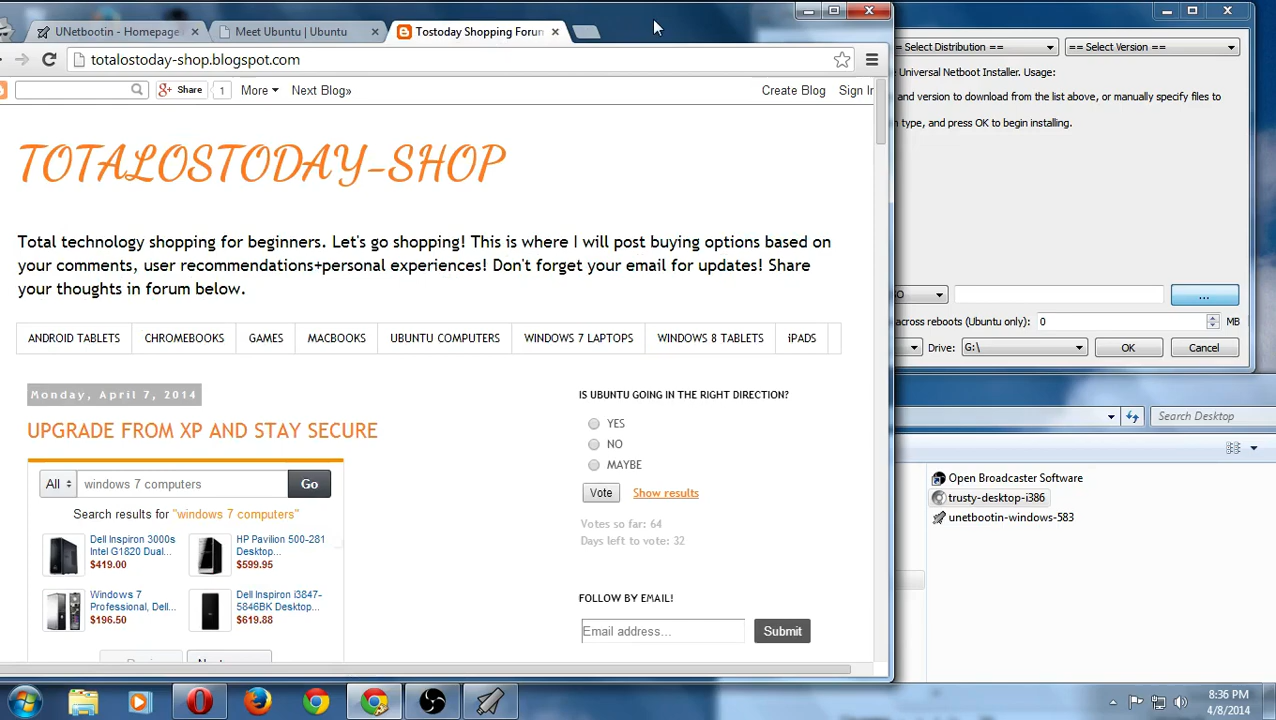 UNetbootin - Homepage
Meet Ubuntu | Ubuntu
Tostoday Shopping Forun
totalostoday-shop.blogspot.com
Share
1
More
Next Blog»
Create Blog
Sign In
TOTALOSTODAY-SHOP
Total technology shopping for beginners. Let's go shopping! This is where I will post buying options based on
your comments, user recommendations+personal experiences! Don't forget your email for updates! Share
your thoughts in forum below.
ANDROID TABLETS
CHROMEBOOKS
GAMES
MACBOOKS
UBUNTU COMPUTERS
WINDOWS 7 LAPTOPS
WINDOWS 8 TABLETS
iPADS
Monday, April 7, 2014
UPGRADE FROM XP AND STAY SECURE
All
windows 7 computers
Go
Search results for "windows 7 computers"
Dell Inspiron 3000s
Intel G1820 Dual...
$419.00
HP Pavilion 500-281
Desktop...
$599.95
Windows 7
Professional, Dell...
$196.50
Dell Inspiron i3847-
5846BK Desktop...
$619.88
IS UBUNTU GOING IN THE RIGHT DIRECTION?
YES
NO
MAYBE
Vote
Show results
Votes so far: 64
Days left to vote: 32
FOLLOW BY EMAIL!
Email address...
Submit
Select Distribution ==
== Select Version ==
Universal Netboot Installer. Usage:
and version to download from the list above, or manually specify files to
n type, and press OK to begin installing.
...
across reboots (Ubuntu only):
0
MB
Drive:
G:\
OK
Cancel
Search Desktop
Open Broadcaster Software
trusty-desktop-i386
unetbootin-windows-583
8:36 PM
4/8/2014